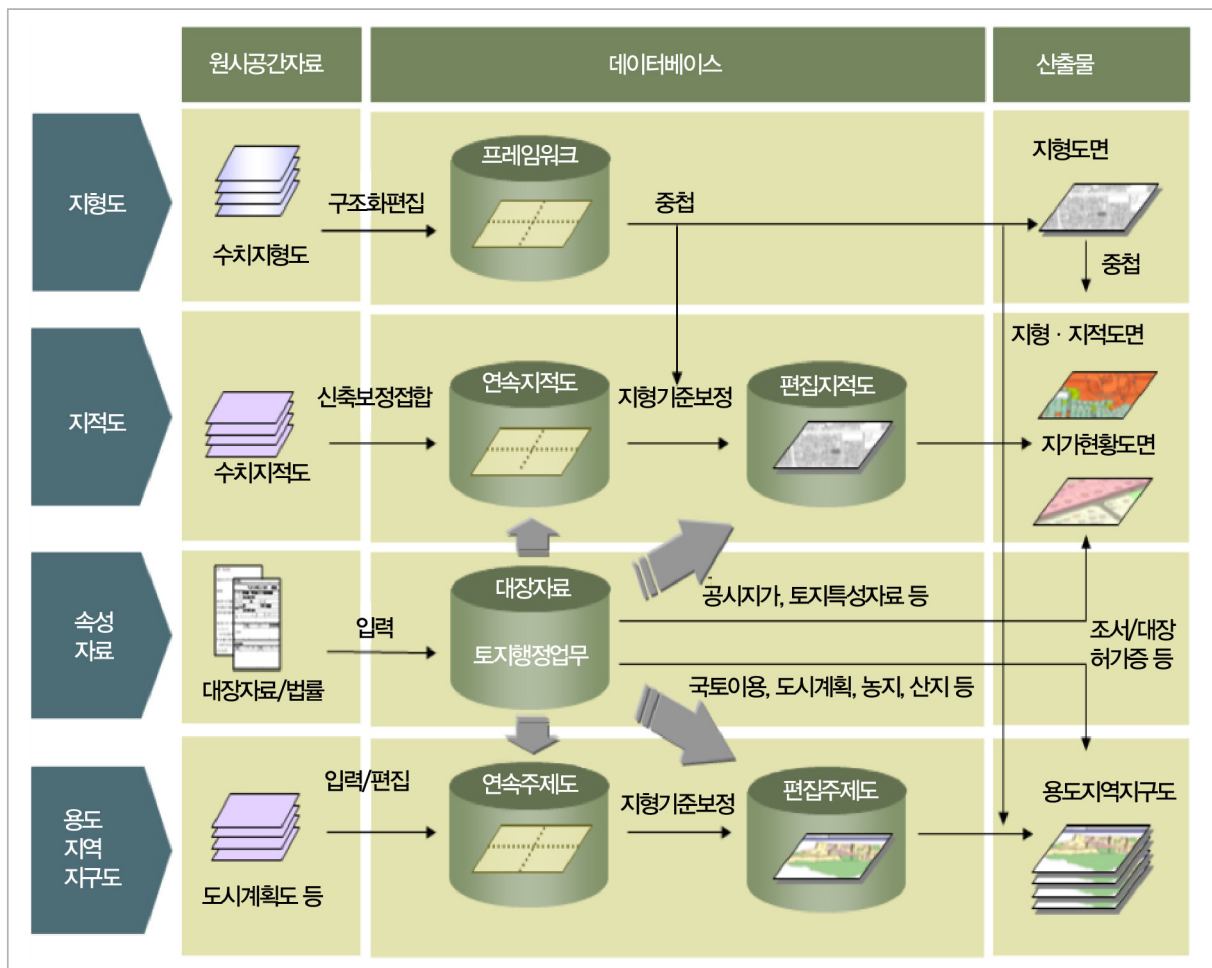 원시공간자료
데이터베이스
산출물
지형도
수치지형도
구조화편집
프레임워크
중첩
지형도면
중첩
지적도
수치지적도
신축보정접합
연속지적도
지형기준보정
편집지적도
지형 · 지적도면
지가현황도면
속성
자료
대장자료/법률
입력
대장자료
토지행정업무
공시지가, 토지특성자료 등
국토이용, 도시계획, 농지, 산지 등
조서/대장
허가증 등
용도
지역
지구도
도시계획도 등
입력/편집
연속주제도
지형기준보정
편집주제도
용도지역지구도